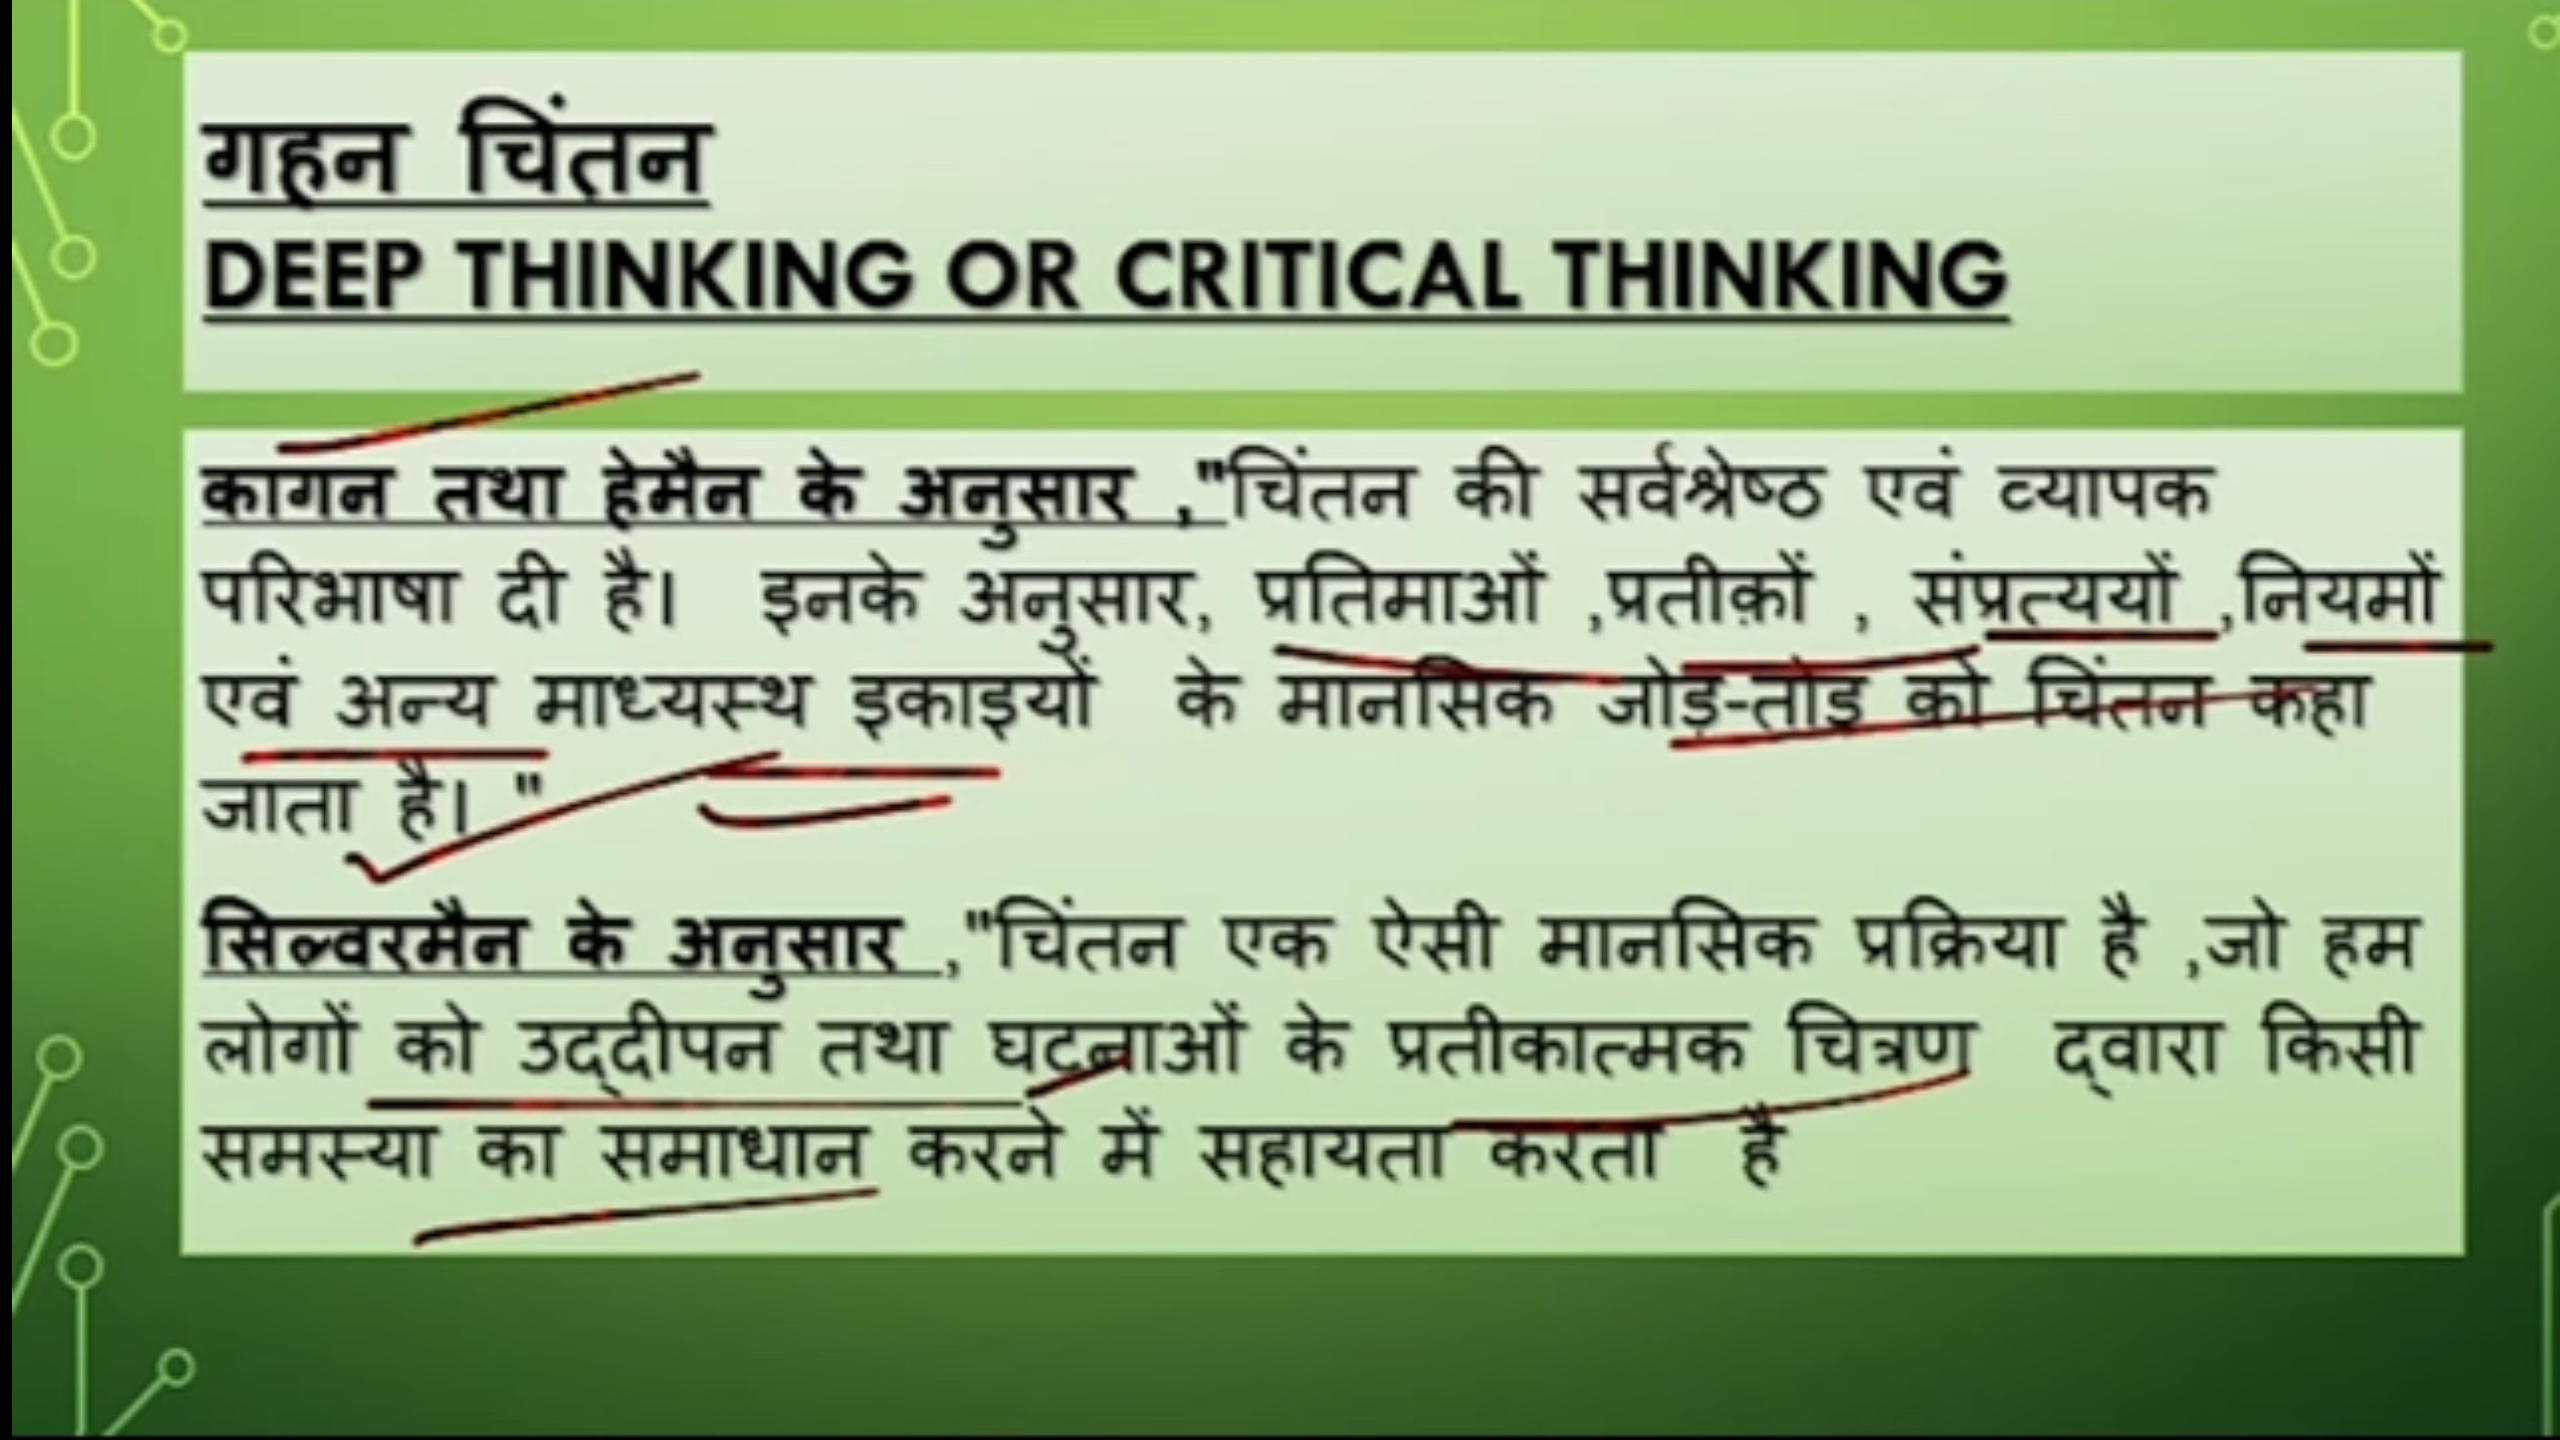 गहन चिंतन
DEEP THINKING OR CRITICAL THINKING
कागन तथा हेमैन के अनुसार ,"चिंतन की सर्वश्रेष्ठ एवं व्यापक
परिभाषा दी है। इनके अनुसार, प्रतिमाओं ,प्रतीक़ों , संप्रत्ययों ,नियमों
एवं अन्य माध्यस्थ इकाइयों के मानसिक जोड़-तोड़ को चिंतन कहा
जाता है। "
सिल्वरमैन के अनुसार ,"चिंतन एक ऐसी मानसिक प्रक्रिया है ,जो हम
लोगों को उद्दीपन तथा घटनाओं के प्रतीकात्मक चित्रण द्वारा किसी
समस्या का समाधान करने में सहायता करता है